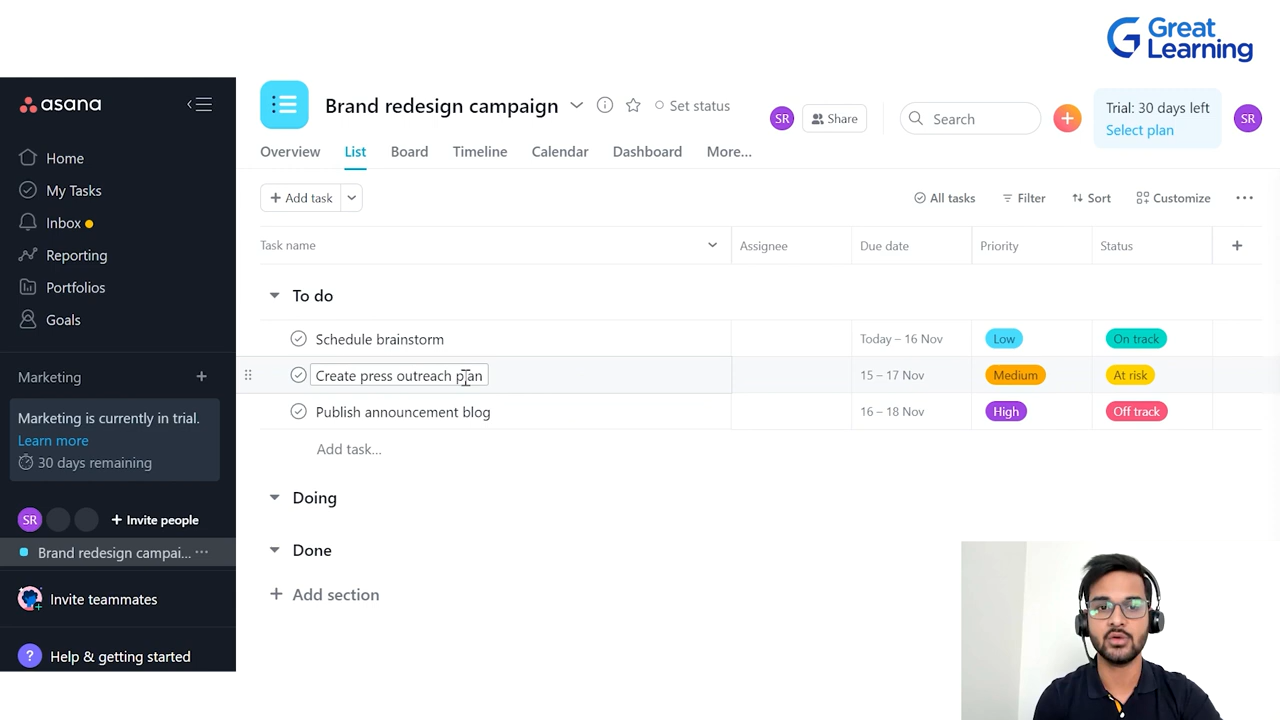 Great
Learning
asana
Home
My Tasks
Inbox
Reporting
Portfolios
Goals
Marketing
Marketing is currently in trial.
Learn more
30 days remaining
SR
Invite people
Brand redesign campai...
Invite teammates
? Help & getting started
Brand redesign campaign
Set status
SR
Share
Search
Trial: 30 days left
Select plan
SR
Overview List Board Timeline Calendar Dashboard More...
+ Add task
All tasks Filter Sort Customize
Task name Assignee Due date Priority Status
To do
Schedule brainstorm Today – 16 Nov Low On track
Create press outreach plan 15 – 17 Nov Medium At risk
Publish announcement blog 16 – 18 Nov High Off track
Add task...
Doing
Done
+ Add section